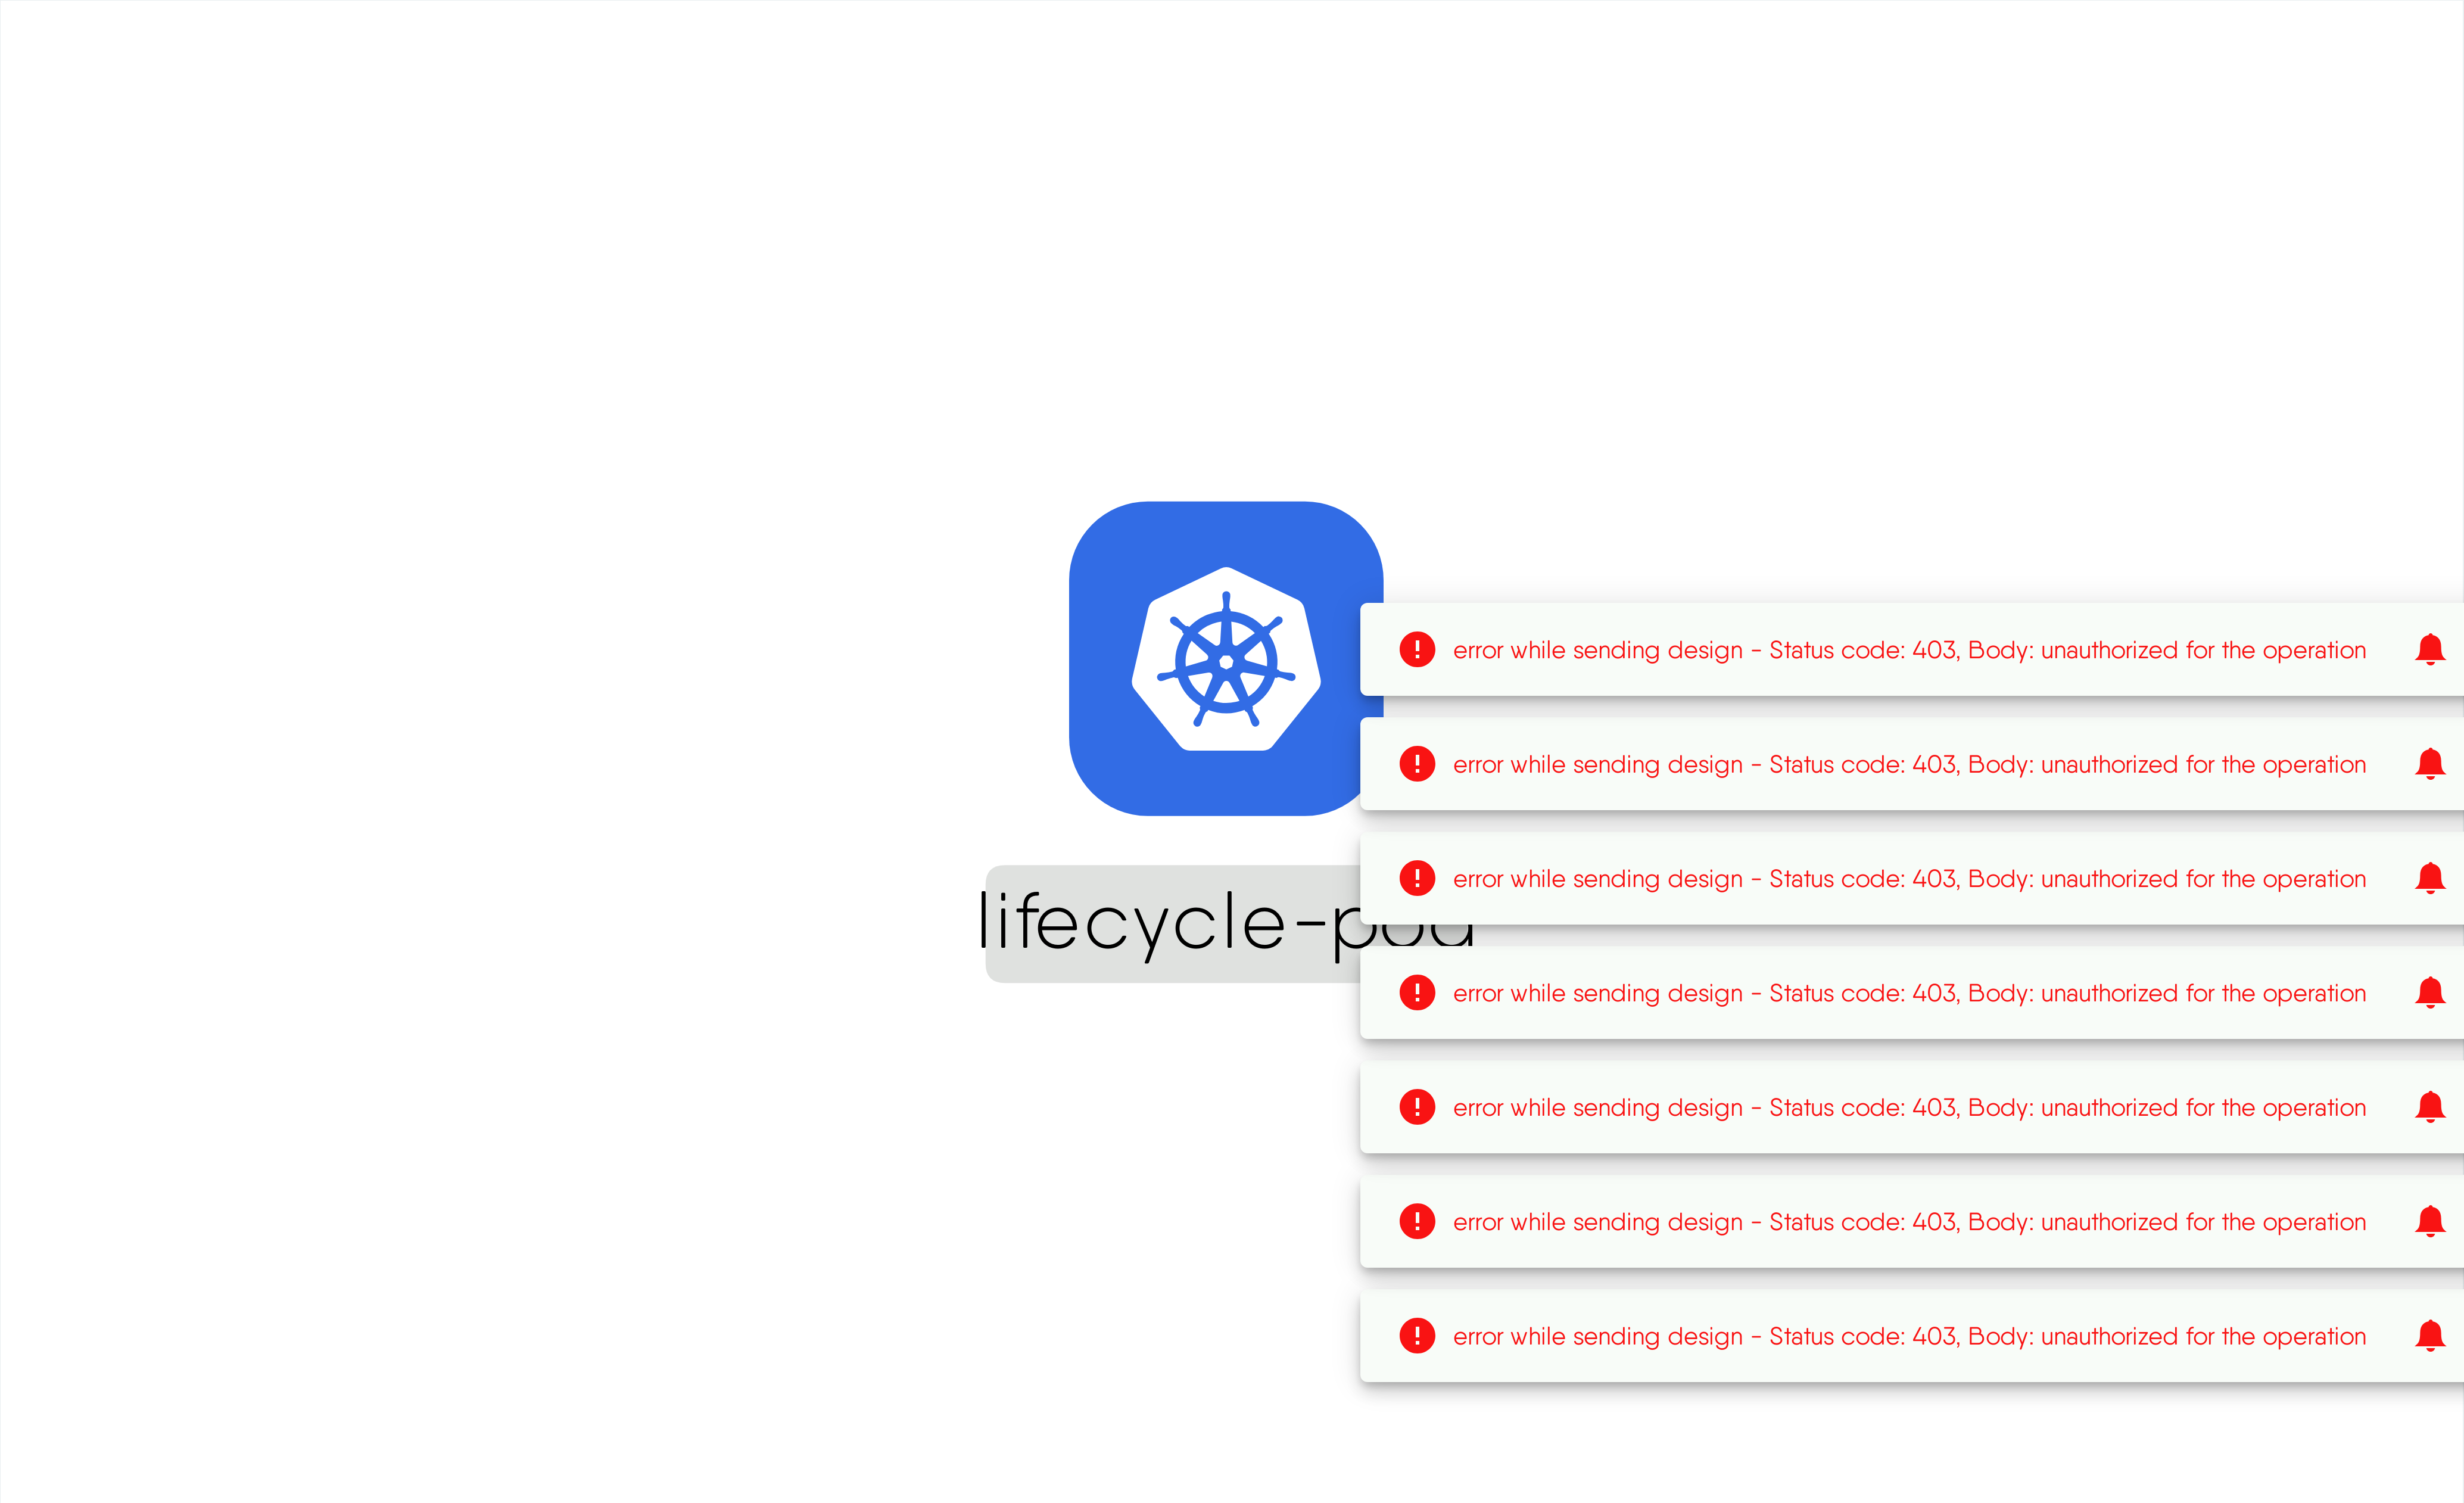 error while sending design - Status code: 403, Body: unauthorized for the operation
error while sending design - Status code: 403, Body: unauthorized for the operation
error while sending design - Status code: 403, Body: unauthorized for the operation
lifecycle-pod
error while sending design - Status code: 403, Body: unauthorized for the operation
error while sending design - Status code: 403, Body: unauthorized for the operation
error while sending design - Status code: 403, Body: unauthorized for the operation
error while sending design - Status code: 403, Body: unauthorized for the operation